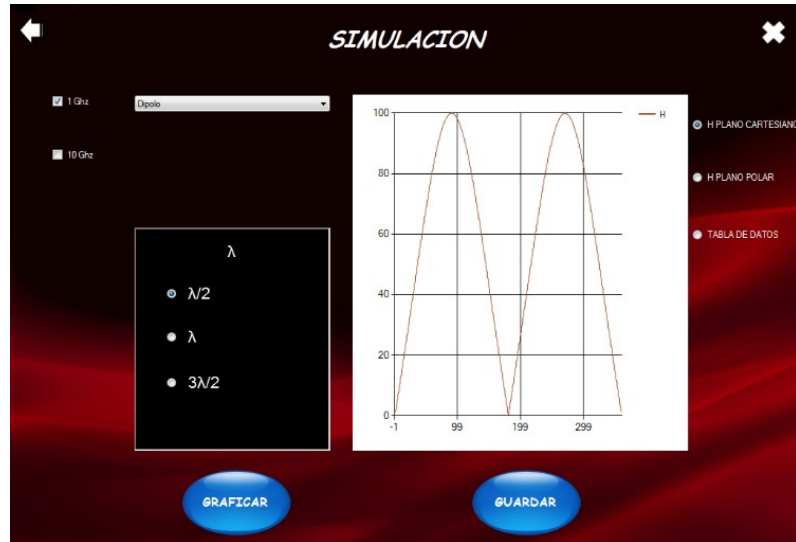 SIMULACION
1 Ghz
Dipolo
10 Ghz
λ
λ/2
λ
3λ/2
100
80
60
40
20
0
-1
99
199
299
H
H PLANO CARTESIANO
H PLANO POLAR
TABLA DE DATOS
GRAFICAR
GUARDAR